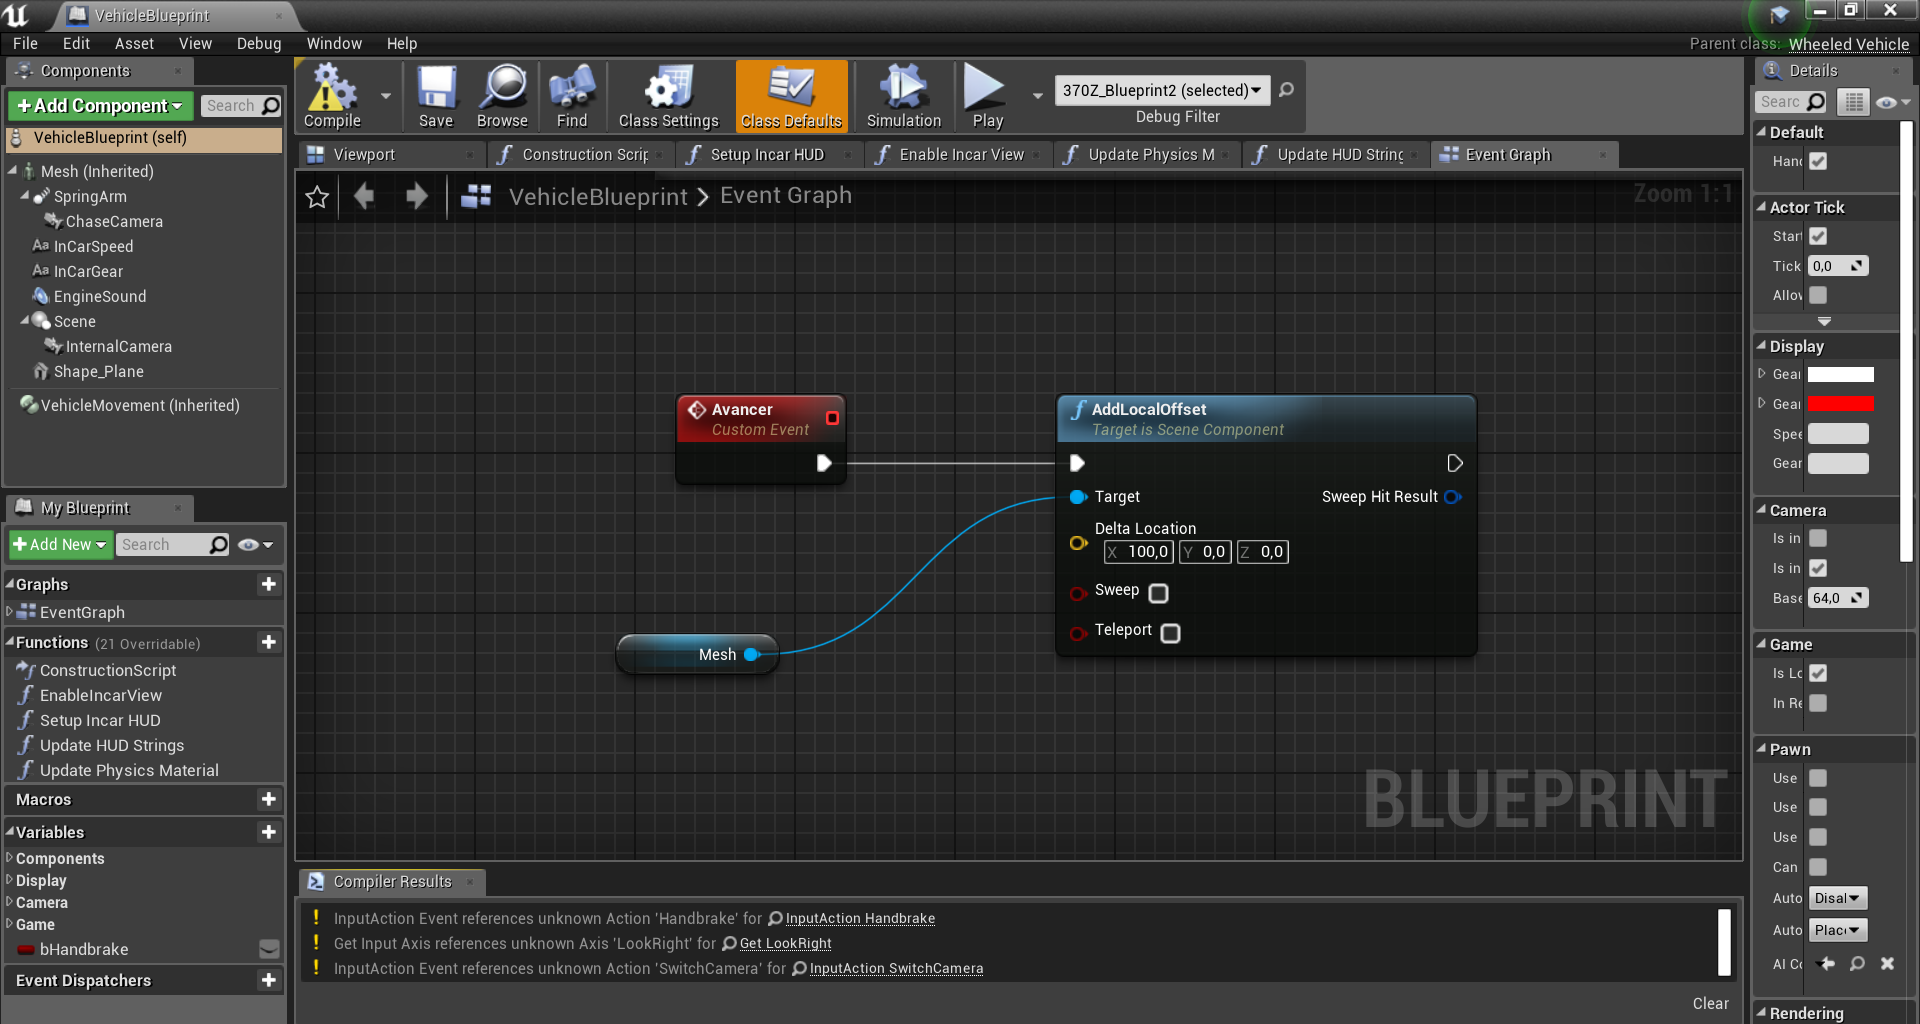 VehicleBlueprint
File Edit Asset View Debug Window Help
Parent class: Wheeled Vehicle
Components
+Add Component
Search
VehicleBlueprint (self)
Mesh (Inherited)
SpringArm
ChaseCamera
Aa InCarSpeed
Aa InCarGear
EngineSound
Scene
InternalCamera
Shape_Plane
VehicleMovement (Inherited)
My Blueprint
+Add New
Search
Graphs
EventGraph
Functions (21 Overridable)
ConstructionScript
EnableIncarView
Setup Incar HUD
Update HUD Strings
Update Physics Material
Macros
Variables
Components
Display
Camera
Game
bHandbrake
Event Dispatchers
Compile
Save
Browse
Find
Class Settings
Class Defaults
Simulation
Play
370Z_Blueprint2 (selected)
Debug Filter
Viewport
Construction Scrip
Setup Incar HUD
Enable Incar View
Update Physics M
Update HUD String
Event Graph
VehicleBlueprint > Event Graph
Zoom 1:1
Avancer
Custom Event
AddLocalOffset
Target is Scene Component
Target
Sweep Hit Result
Delta Location
X 100,0 Y 0,0 Z 0,0
Sweep
Teleport
Mesh
BLUEPRINT
Compiler Results
InputAction Event references unknown Action 'Handbrake' for InputAction Handbrake
Get Input Axis references unknown Axis 'LookRight' for Get LookRight
InputAction Event references unknown Action 'SwitchCamera' for InputAction SwitchCamera
Clear
Details
Searc
Default
Hanc
Actor Tick
Start
Tick 0,0
Allov
Display
Gear
Gear
Spee
Gear
Camera
Is in
Is in
Base 64,0
Game
Is Lo
In Re
Pawn
Use
Use
Use
Can
Auto Disal
Auto Place
AI Co
Rendering